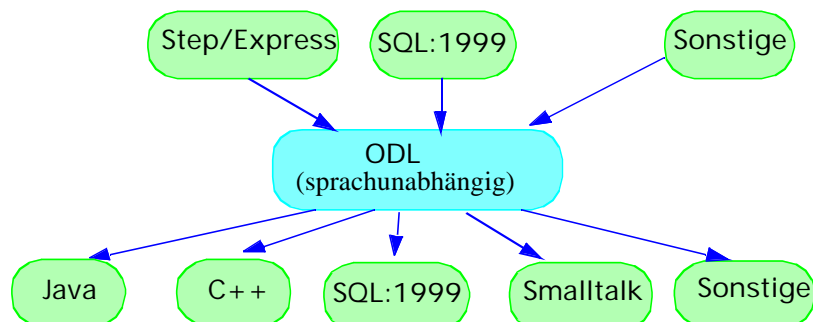 Step/Express
SQL:1999
Sonstige
ODL
(sprachunabhängig)
Java
C++
SQL:1999
Smalltalk
Sonstige